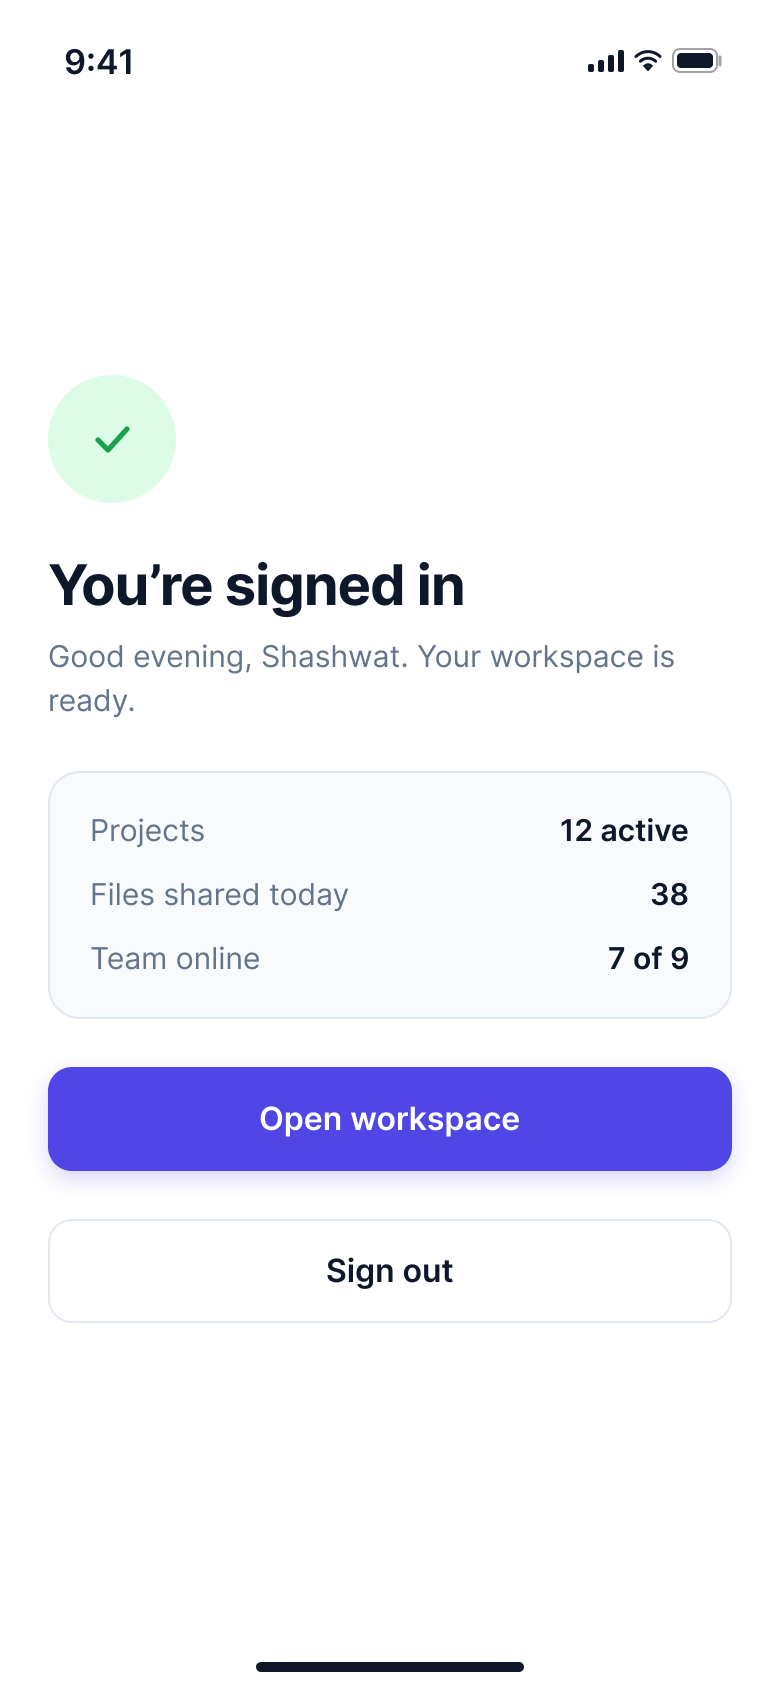 9:41
You’re signed in
Good evening, Shashwat. Your workspace is
ready.
Projects 12 active
Files shared today 38
Team online 7 of 9
Open workspace
Sign out